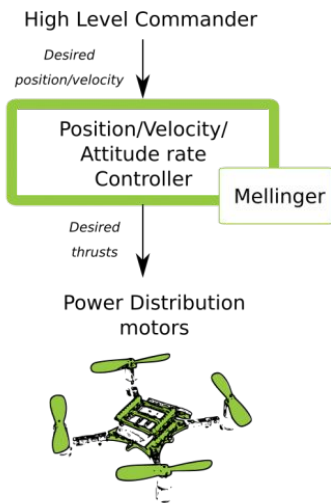 High Level Commander
Desired
position/velocity
Position/Velocity/
Attitude rate
Controller
Mellinger
Desired
thrusts
Power Distribution
motors